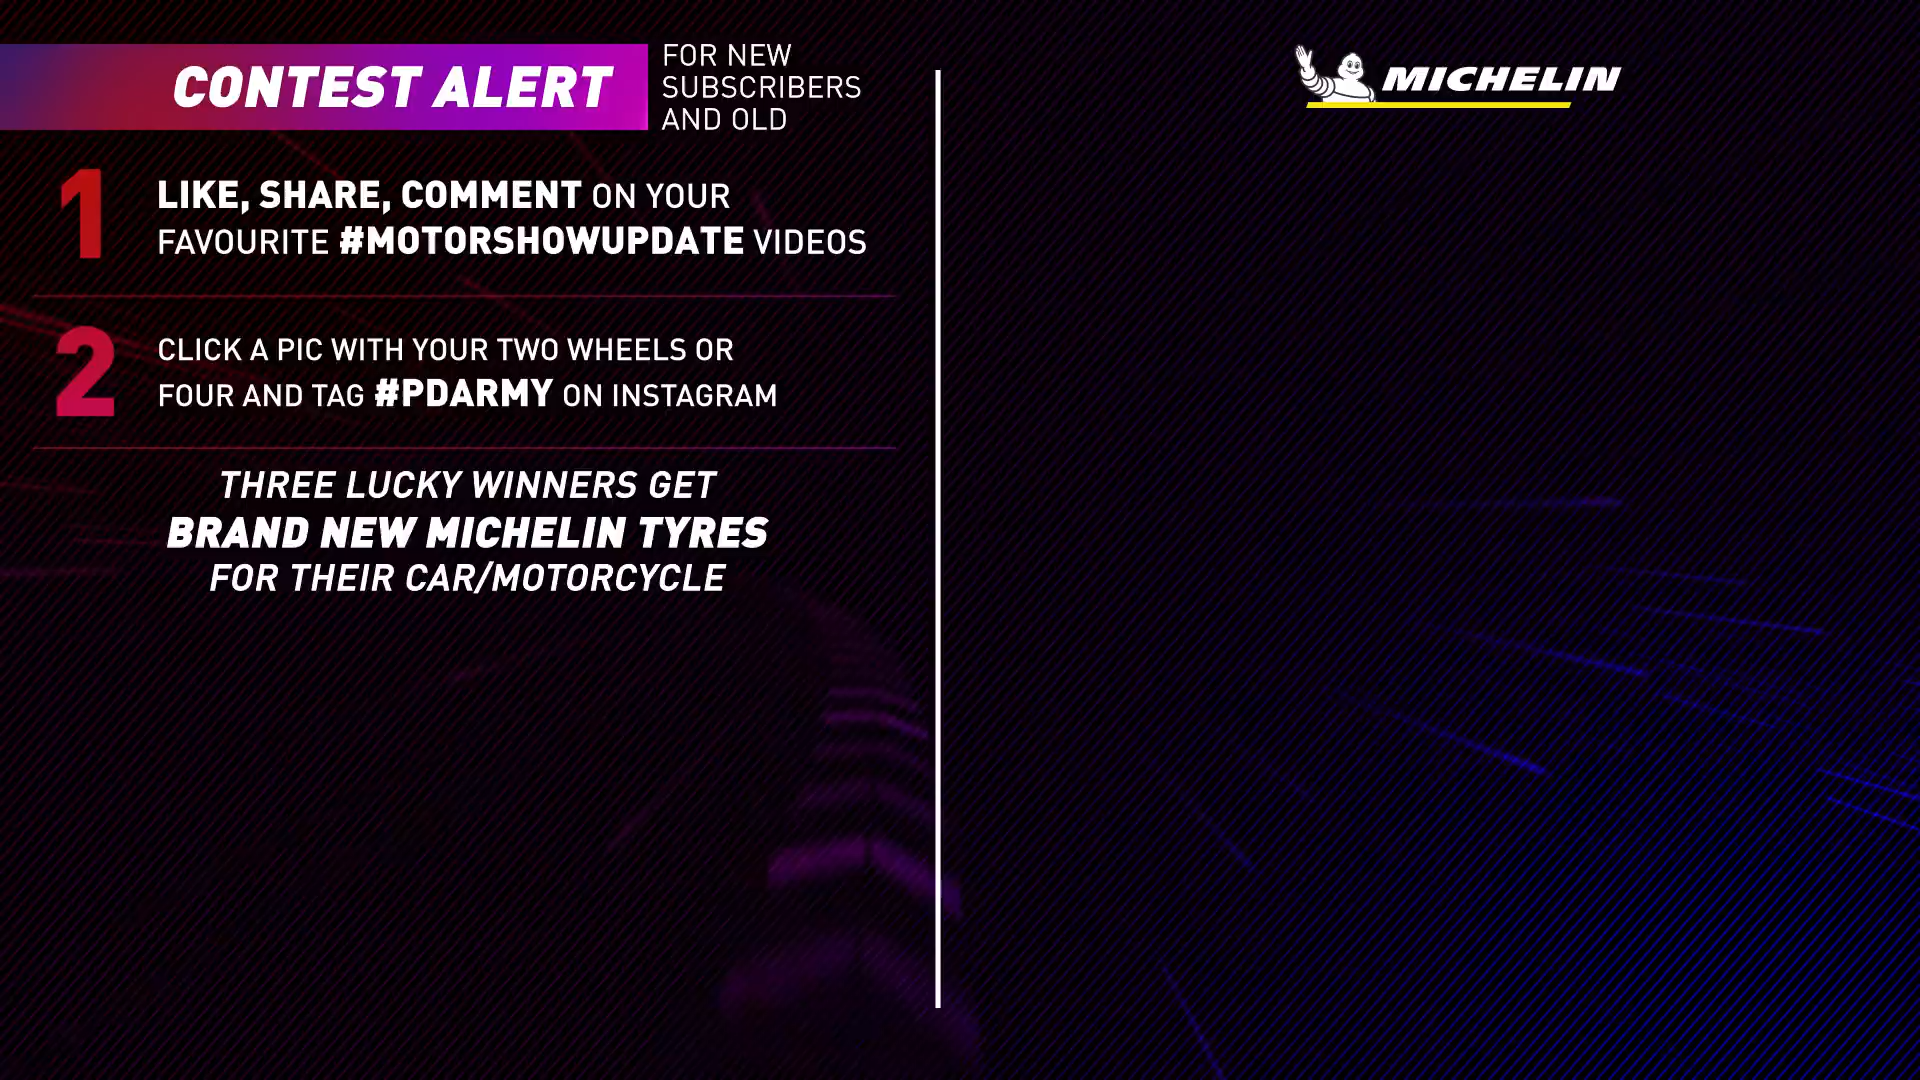 CONTEST ALERT
FOR NEW
SUBSCRIBERS
AND OLD
1
LIKE, SHARE, COMMENT ON YOUR
FAVOURITE #MOTORSHOWUPDATE VIDEOS
2
CLICK A PIC WITH YOUR TWO WHEELS OR
FOUR AND TAG #PDARMY ON INSTAGRAM
THREE LUCKY WINNERS GET
BRAND NEW MICHELIN TYRES
FOR THEIR CAR/MOTORCYCLE
MICHELIN